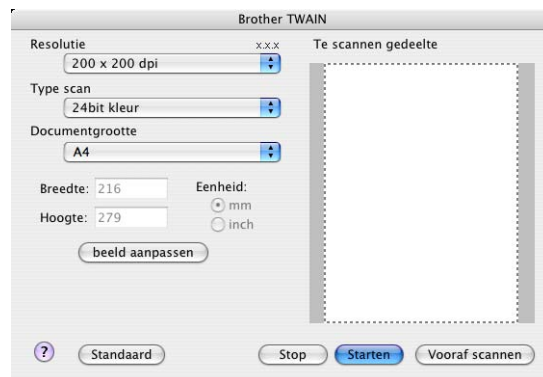 Brother TWAIN
Resolutie x.x.x
200 x 200 dpi
Type scan
24bit kleur
Documentgrootte
A4
Breedte: 216
Hoogte: 279
Eenheid:
mm
inch
beeld aanpassen
Te scannen gedeelte
? Standaard Stop Starten Vooraf scannen